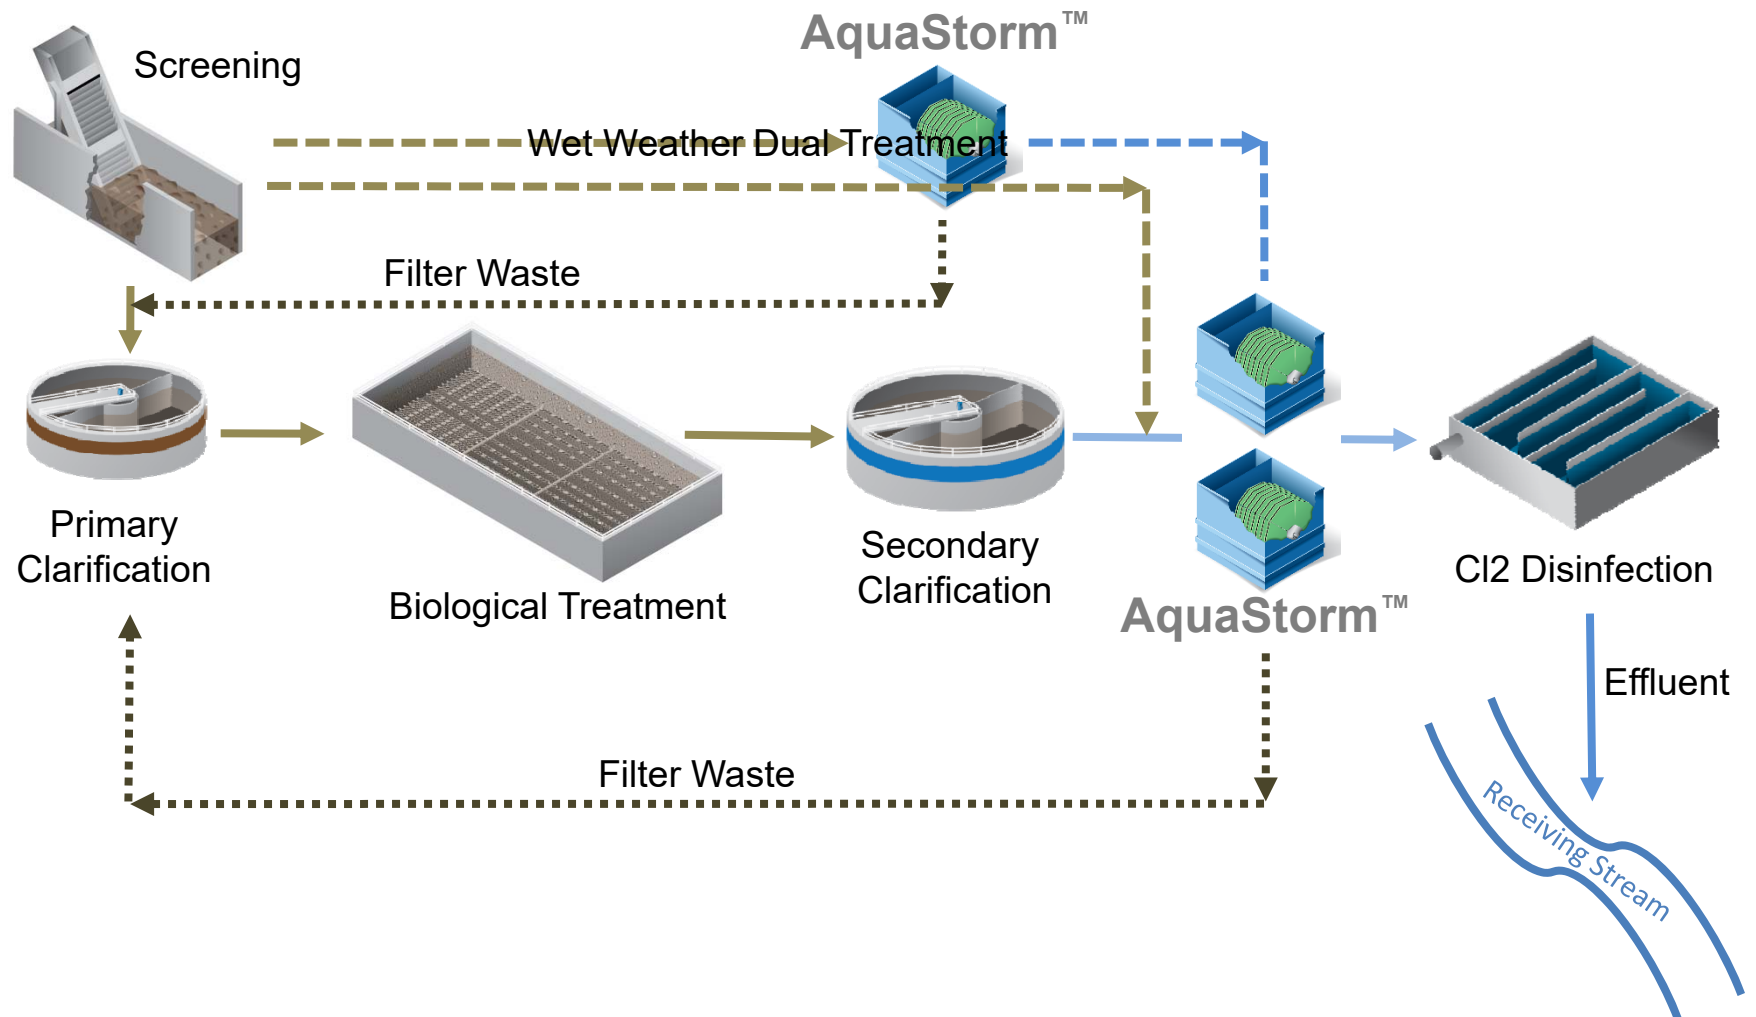 AquaStorm™
Screening
Wet Weather Dual Treatment
Filter Waste
Primary
Clarification
Biological Treatment
Secondary
Clarification
Cl2 Disinfection
AquaStorm™
Effluent
Filter Waste
Receiving Stream